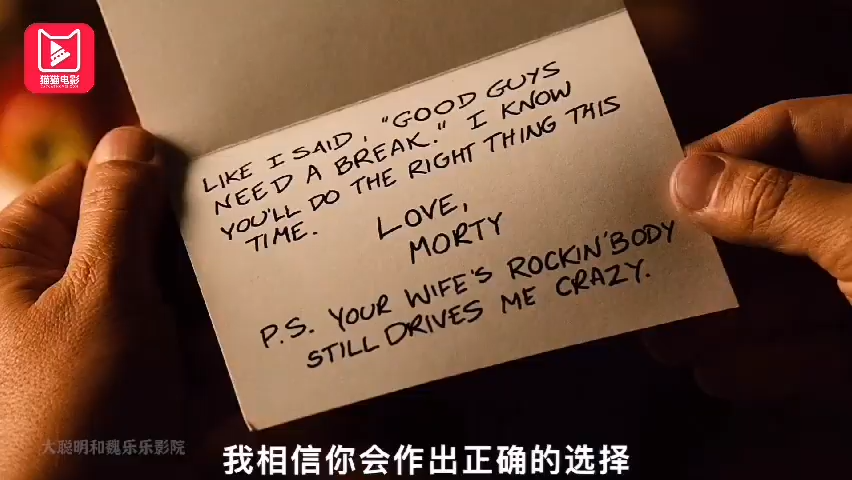 猫猫电影
LIKE I SAID, "GOOD GUYS
NEED A BREAK." I KNOW
YOU'LL DO THE RIGHT THING THIS
TIME.
LOVE,
MORTY
P.S. YOUR WIFE'S ROCKIN' BODY
STILL DRIVES ME CRAZY.
大聪明和魏乐乐影院
我相信你会作出正确的选择